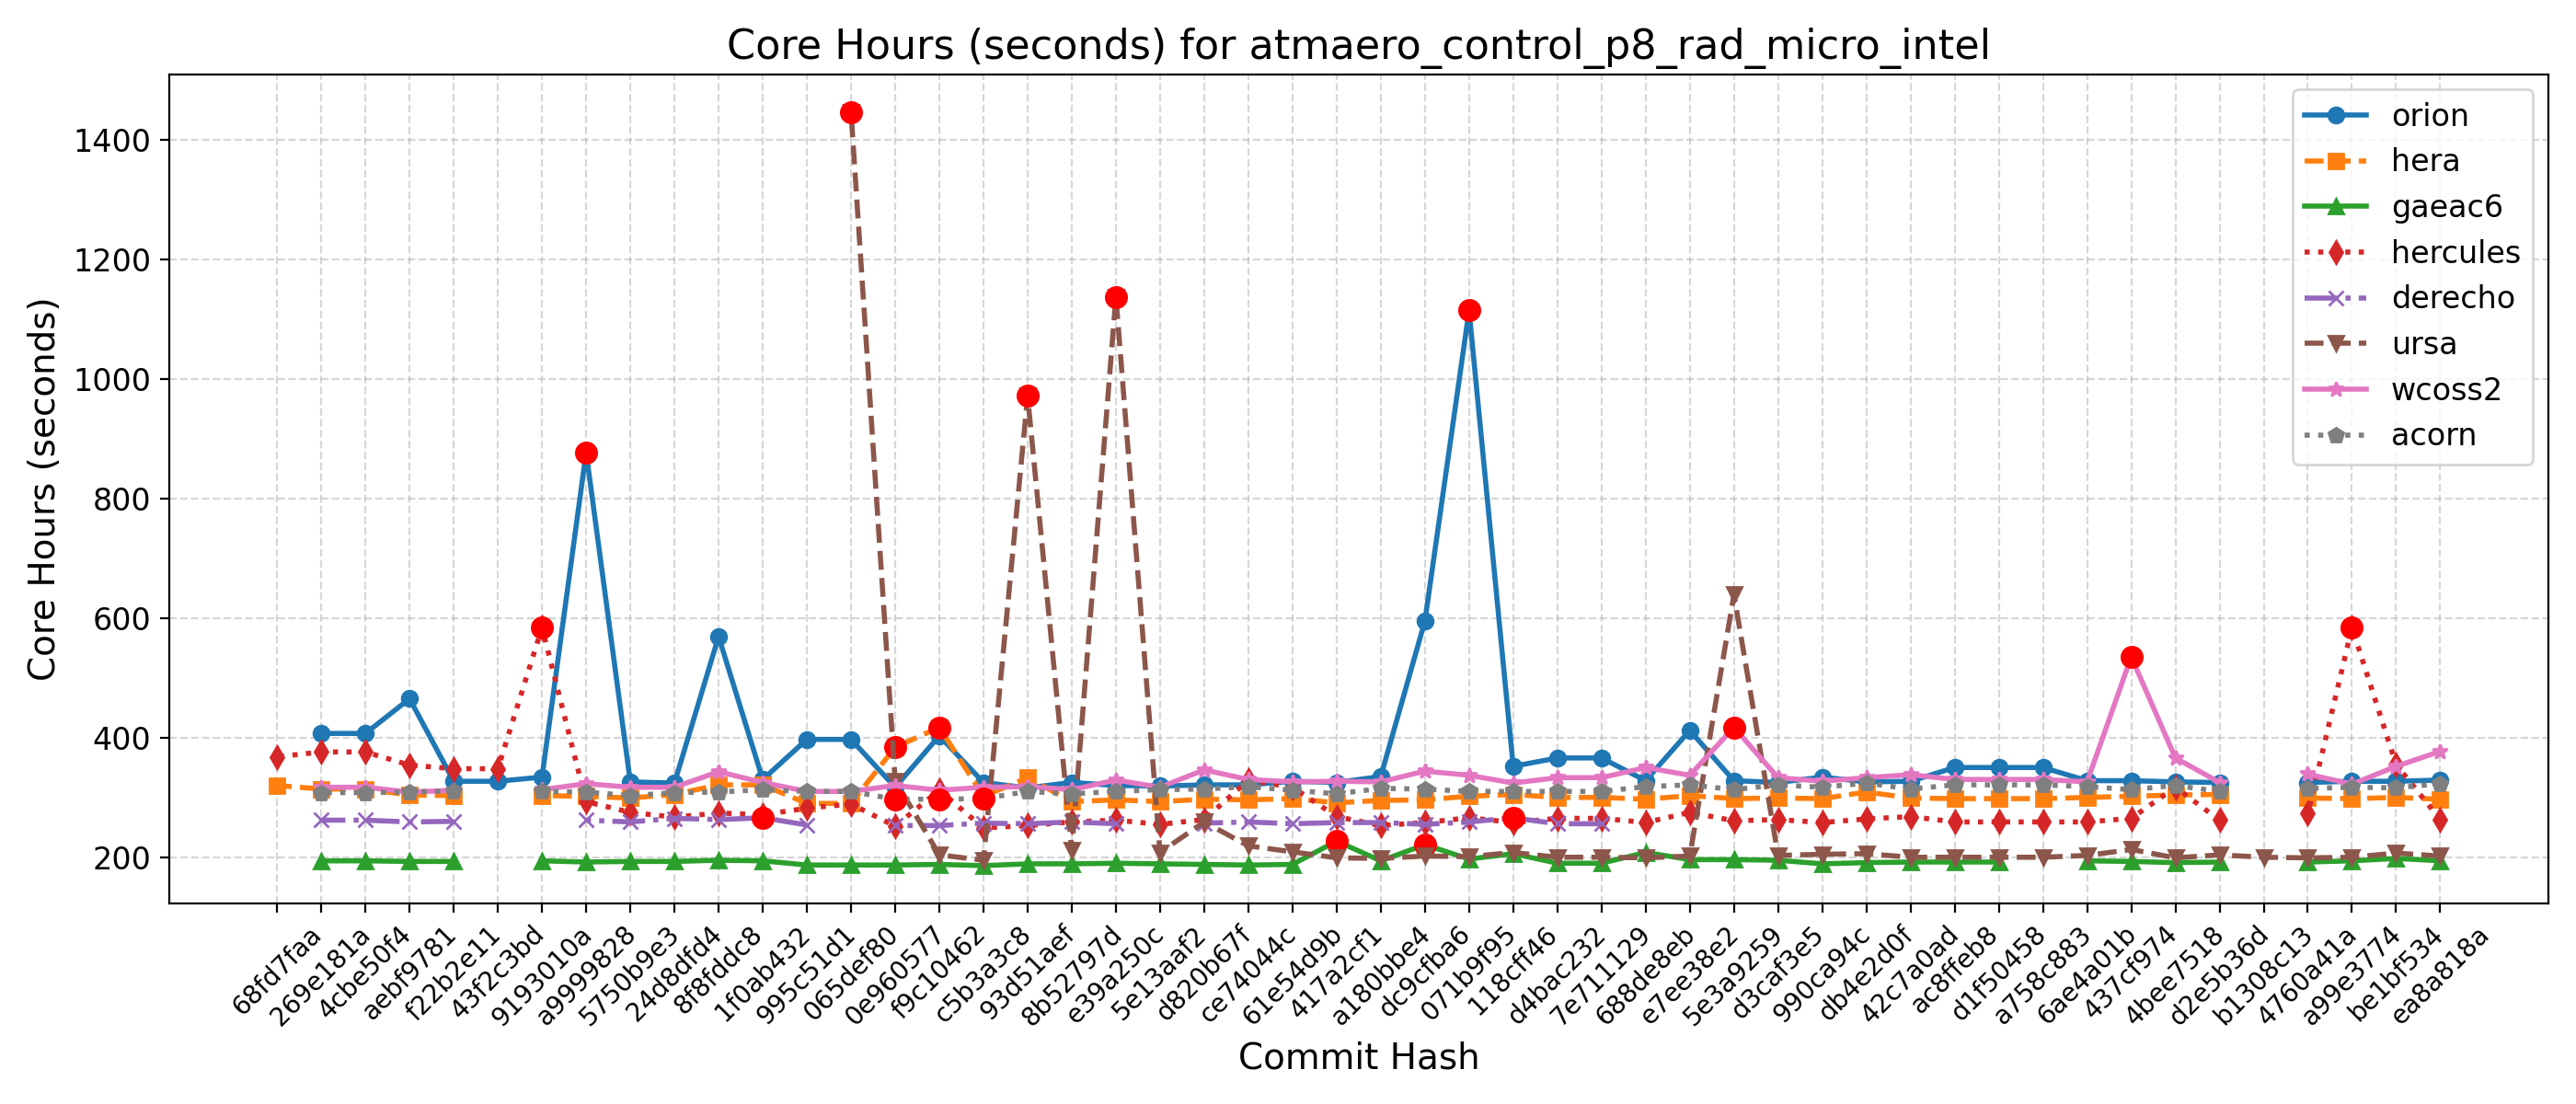 Core Hours (seconds) for atmaero_control_p8_rad_micro_intel
Core Hours (seconds)
1400
1200
1000
800
600
400
200
orion
hera
gaeac6
hercules
derecho
ursa
wcoss2
acorn
68fd7faa
269e181a
4cbe50f4
aebf9781
f22b2e11
43f2c3bd
9193010a
a9999828
5750b9e3
24d8dfd4
8f8fddc8
1f0ab432
995c51d1
065def80
0e960577
f9c10462
c5b3a3c8
93d51aef
8b52797d
e39a250c
5e13aaf2
d820b67f
ce74044c
61e54d9b
417a2cf1
a180bbe4
dc9cfba6
071b9f95
118cff46
d4bac232
7e711129
688de8eb
e7ee38e2
5e3a9259
d3caf3e5
990ca94c
db4e2d0f
42c7a0ad
ac8ffeb8
d1f50458
a758c883
6ae4a01b
437cf974
4bee7518
d2e5b36d
b1308c13
4760a41a
a99e3774
be1bf534
ea8a818a
Commit Hash